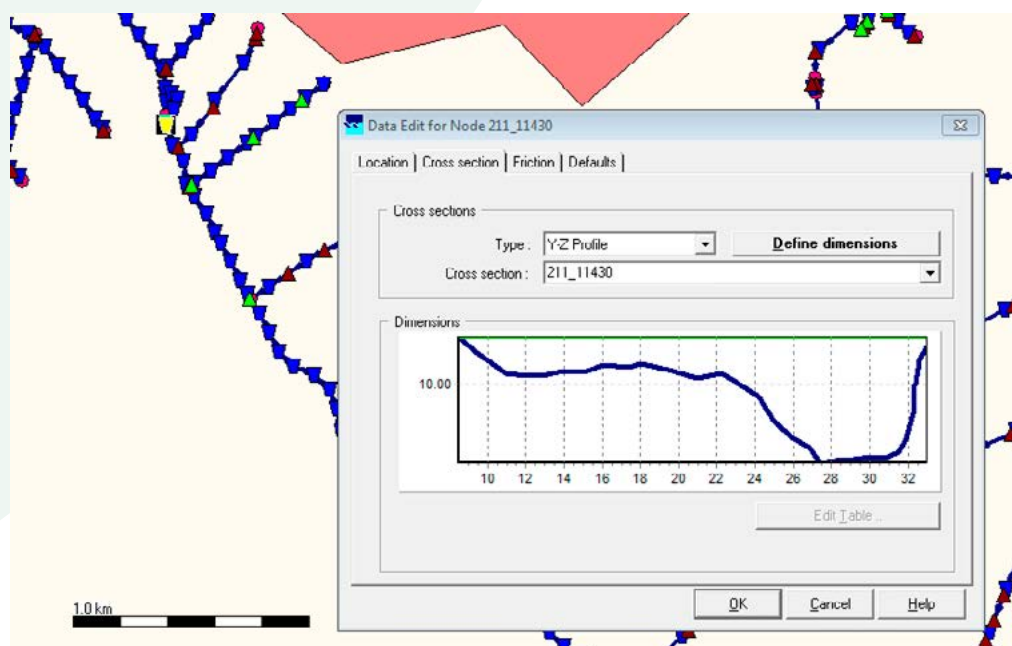 Data Edit for Node 211_11430
Location | Cross section | Friction | Defaults |
Cross sections
Type :
Y-Z Profile
Define dimensions
Cross section :
211_11430
Dimensions
10.00
10 12 14 16 18 20 22 24 26 28 30 32
Edit Table ..
1.0 km
OK Cancel Help